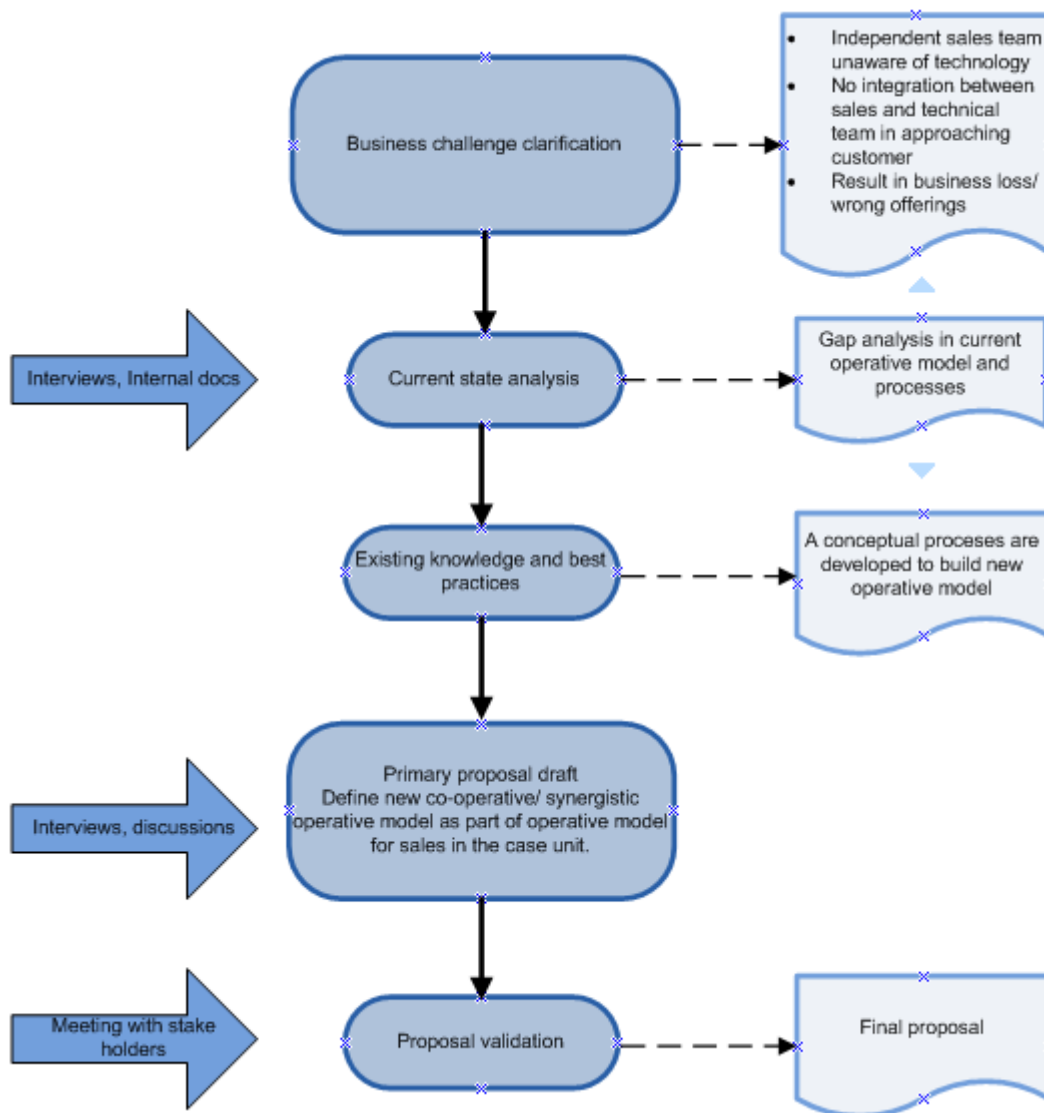 Business challenge clarification
• Independent sales team
unaware of technology
• No integration between
sales and technical
team in approaching
customer
• Result in business loss/
wrong offerings
Interviews, Internal docs
Current state analysis
Gap analysis in current
operative model and
processes
Existing knowledge and best
practices
A conceptual proceses are
developed to build new
operative model
Interviews, discussions
Primary proposal draft
Define new co-operative/ synergistic
operative model as part of operative model
for sales in the case unit.
Meeting with stake
holders
Proposal validation
Final proposal